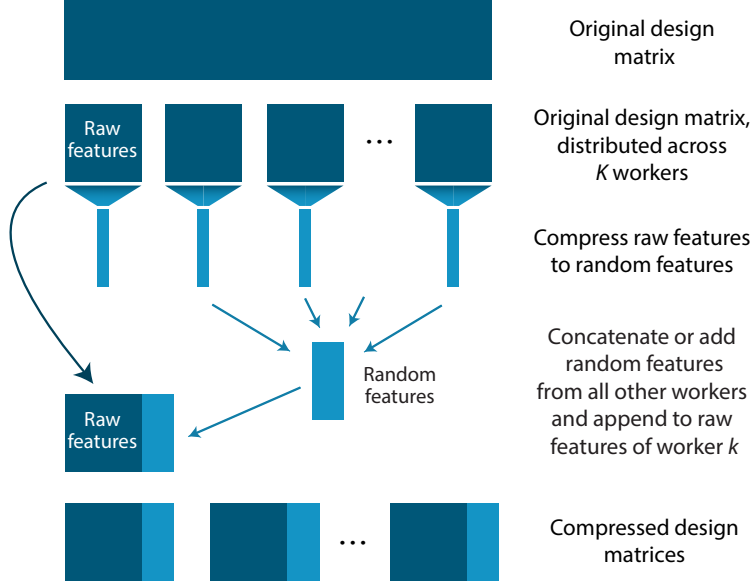 Original design
matrix
Raw
features
...
Original design matrix,
distributed across
K workers
Compress raw features
to random features
Random
features
Concatenate or add
random features
from all other workers
and append to raw
features of worker k
Raw
features
...
Compressed design
matrices